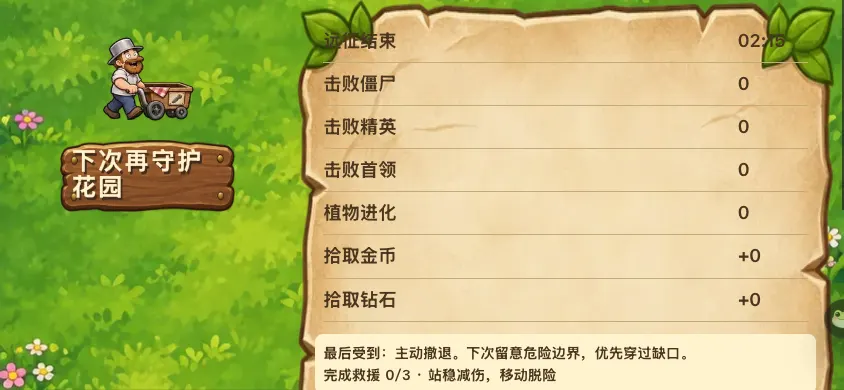 下次再守护
花园
远征结束 02:15
击败僵尸 0
击败精英 0
击败首领 0
植物进化 0
拾取金币 +0
拾取钻石 +0
最后受到：主动撤退。下次留意危险边界，优先穿过缺口。
完成救援 0/3 · 站稳减伤，移动脱险